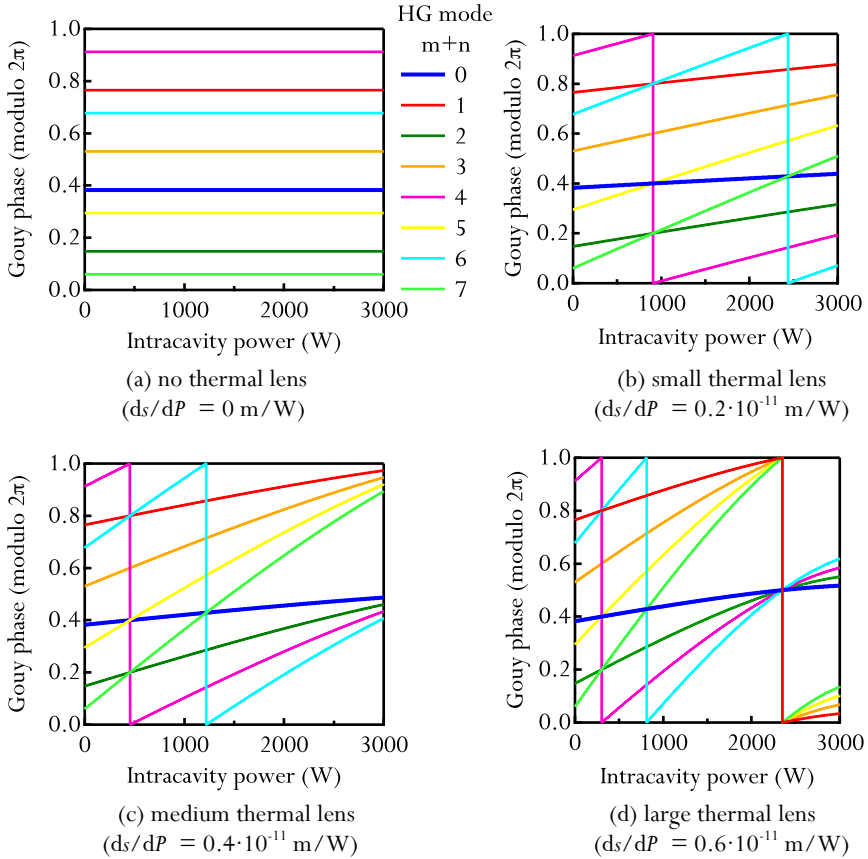 HG mode
m+n
0
1
2
3
4
5
6
7
Gouy phase (modulo 2π)
1.0
0.8
0.6
0.4
0.2
0.0
0 1000 2000 3000
Intracavity power (W)
(a) no thermal lens
(ds/dP = 0 m/W)
Gouy phase (modulo 2π)
1.0
0.8
0.6
0.4
0.2
0.0
0 1000 2000 3000
Intracavity power (W)
(b) small thermal lens
(ds/dP = 0.2·10⁻¹¹ m/W)
Gouy phase (modulo 2π)
1.0
0.8
0.6
0.4
0.2
0.0
0 1000 2000 3000
Intracavity power (W)
(c) medium thermal lens
(ds/dP = 0.4·10⁻¹¹ m/W)
Gouy phase (modulo 2π)
1.0
0.8
0.6
0.4
0.2
0.0
0 1000 2000 3000
Intracavity power (W)
(d) large thermal lens
(ds/dP = 0.6·10⁻¹¹ m/W)